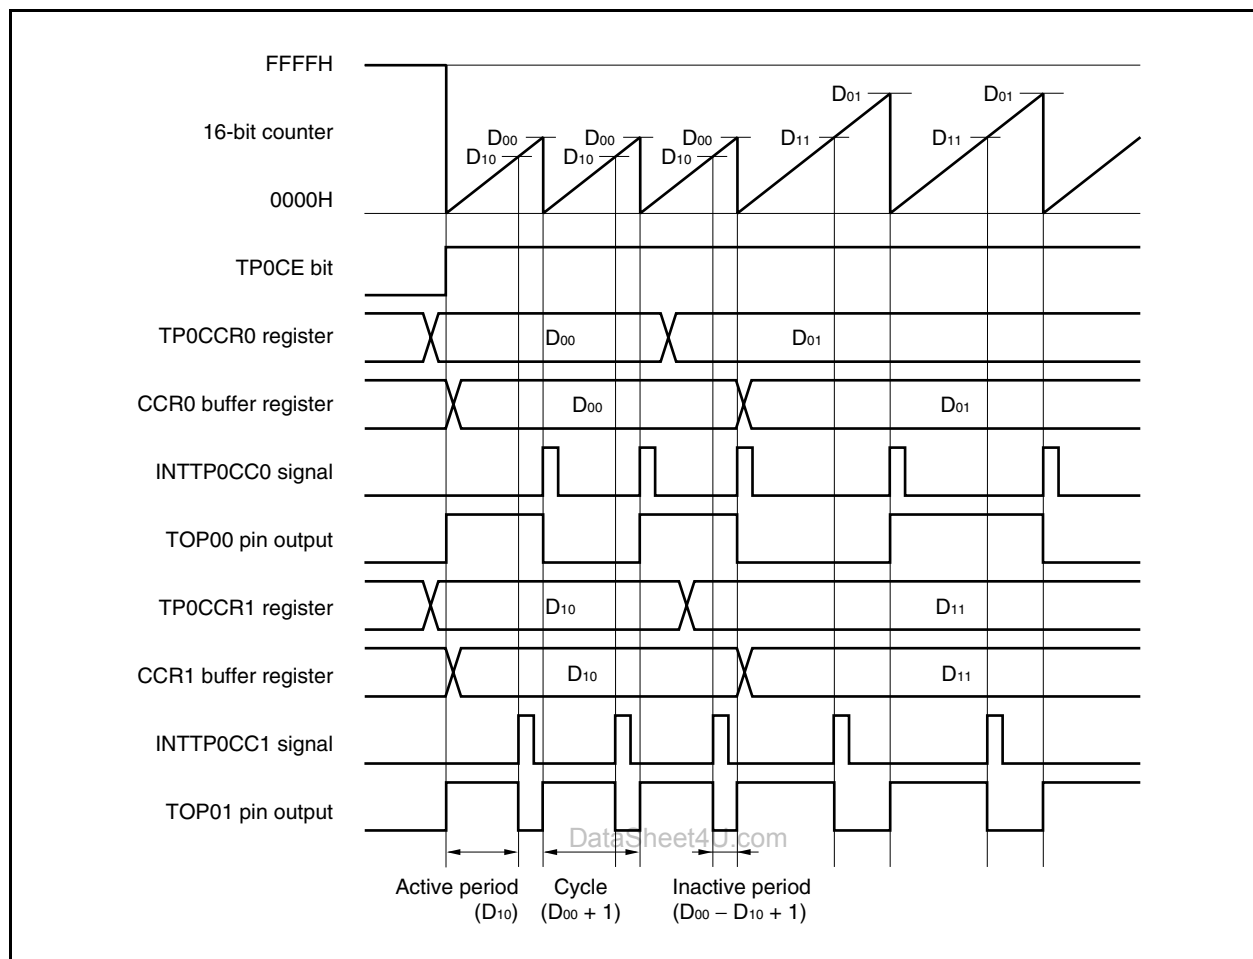 FFFFH
D01 D01
16-bit counter D00 D00 D00 D11 D11
D10 D10 D10
0000H
TP0CE bit
TP0CCR0 register D00 D01
CCR0 buffer register D00 D01
INTTP0CC0 signal
TOP00 pin output
TP0CCR1 register D10 D11
CCR1 buffer register D10 D11
INTTP0CC1 signal
TOP01 pin output
DataSheet4U.com
Active period Cycle Inactive period
(D10) (D00 + 1) (D00 − D10 + 1)